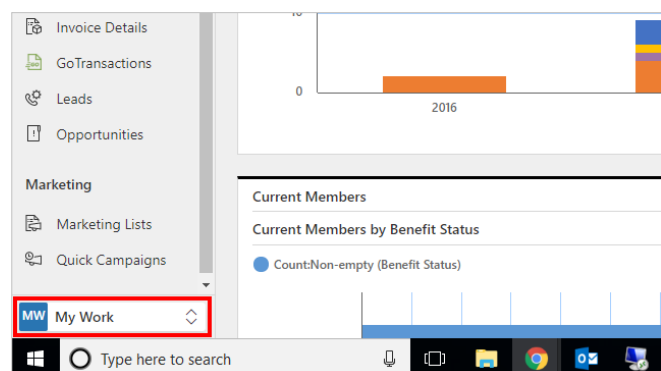 Invoice Details
GoTransactions
Leads
Opportunities
Marketing
Marketing Lists
Quick Campaigns
MW My Work
0
2016
Current Members
Current Members by Benefit Status
Count:Non-empty (Benefit Status)
Type here to search